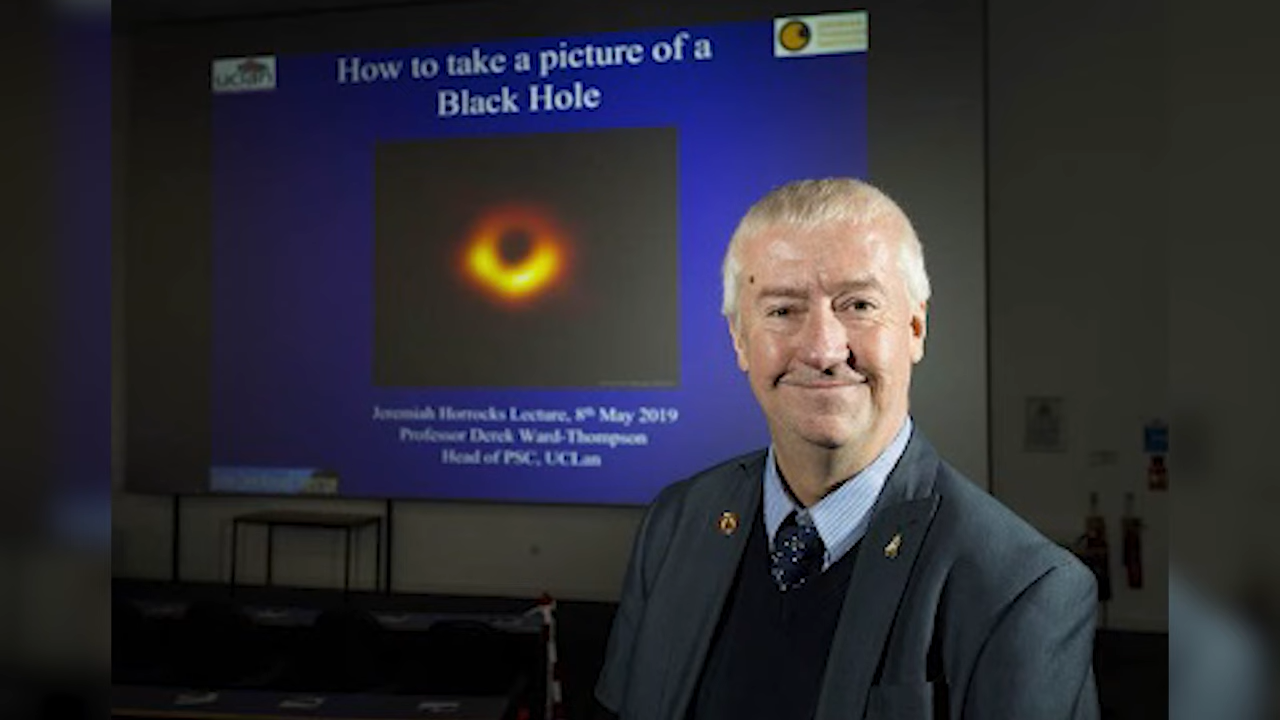 uclan
How to take a picture of a
Black Hole
Jeremiah Horrocks Lecture, 8th May 2019
Professor Derek Ward-Thompson
Head of PSC, UCLan